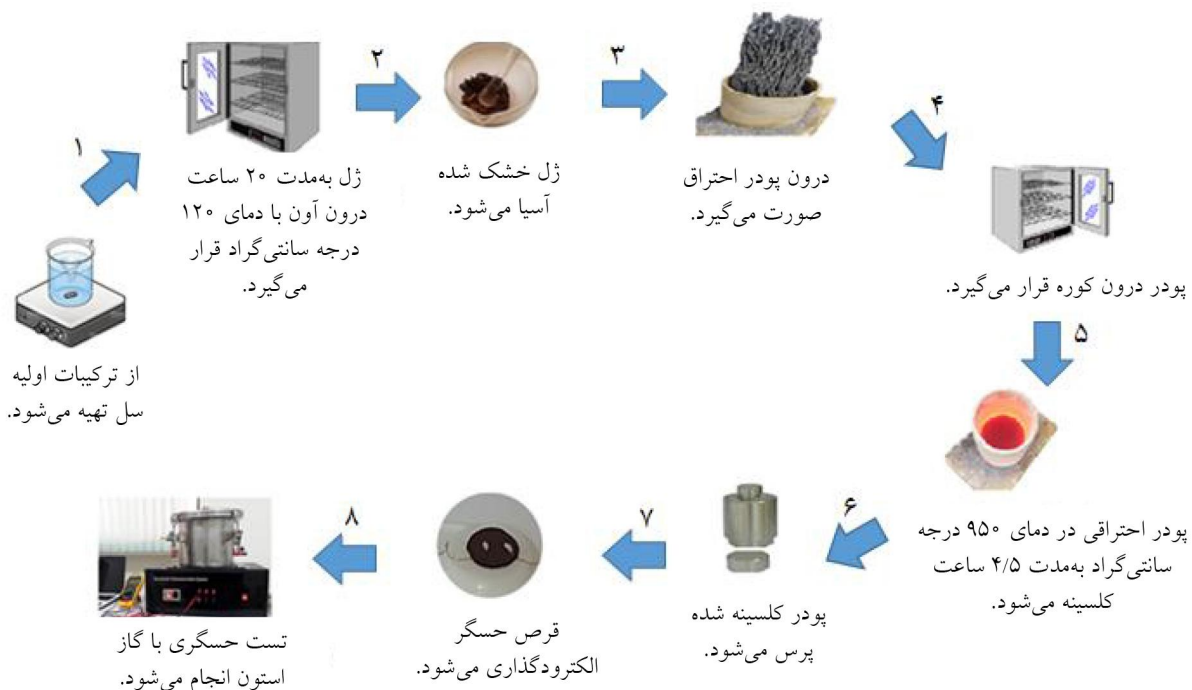 ۱
از ترکیبات اولیه
سل تهیه می‌شود.
ژل به‌مدت ۲۰ ساعت
درون آون با دمای ۱۲۰
درجه سانتی‌گراد قرار
می‌گیرد.
۲
ژل خشک شده
آسیا می‌شود.
۳
درون پودر احتراق
صورت می‌گیرد.
۴
پودر درون کوره قرار می‌گیرد.
۵
پودر احتراقی در دمای ۹۵۰ درجه
سانتی‌گراد به‌مدت ۴/۵ ساعت
کلسینه می‌شود.
۶
پودر کلسینه شده
پرس می‌شود.
۷
قرص حسگر
الکترودگذاری می‌شود.
۸
تست حسگری با گاز
استون انجام می‌شود.